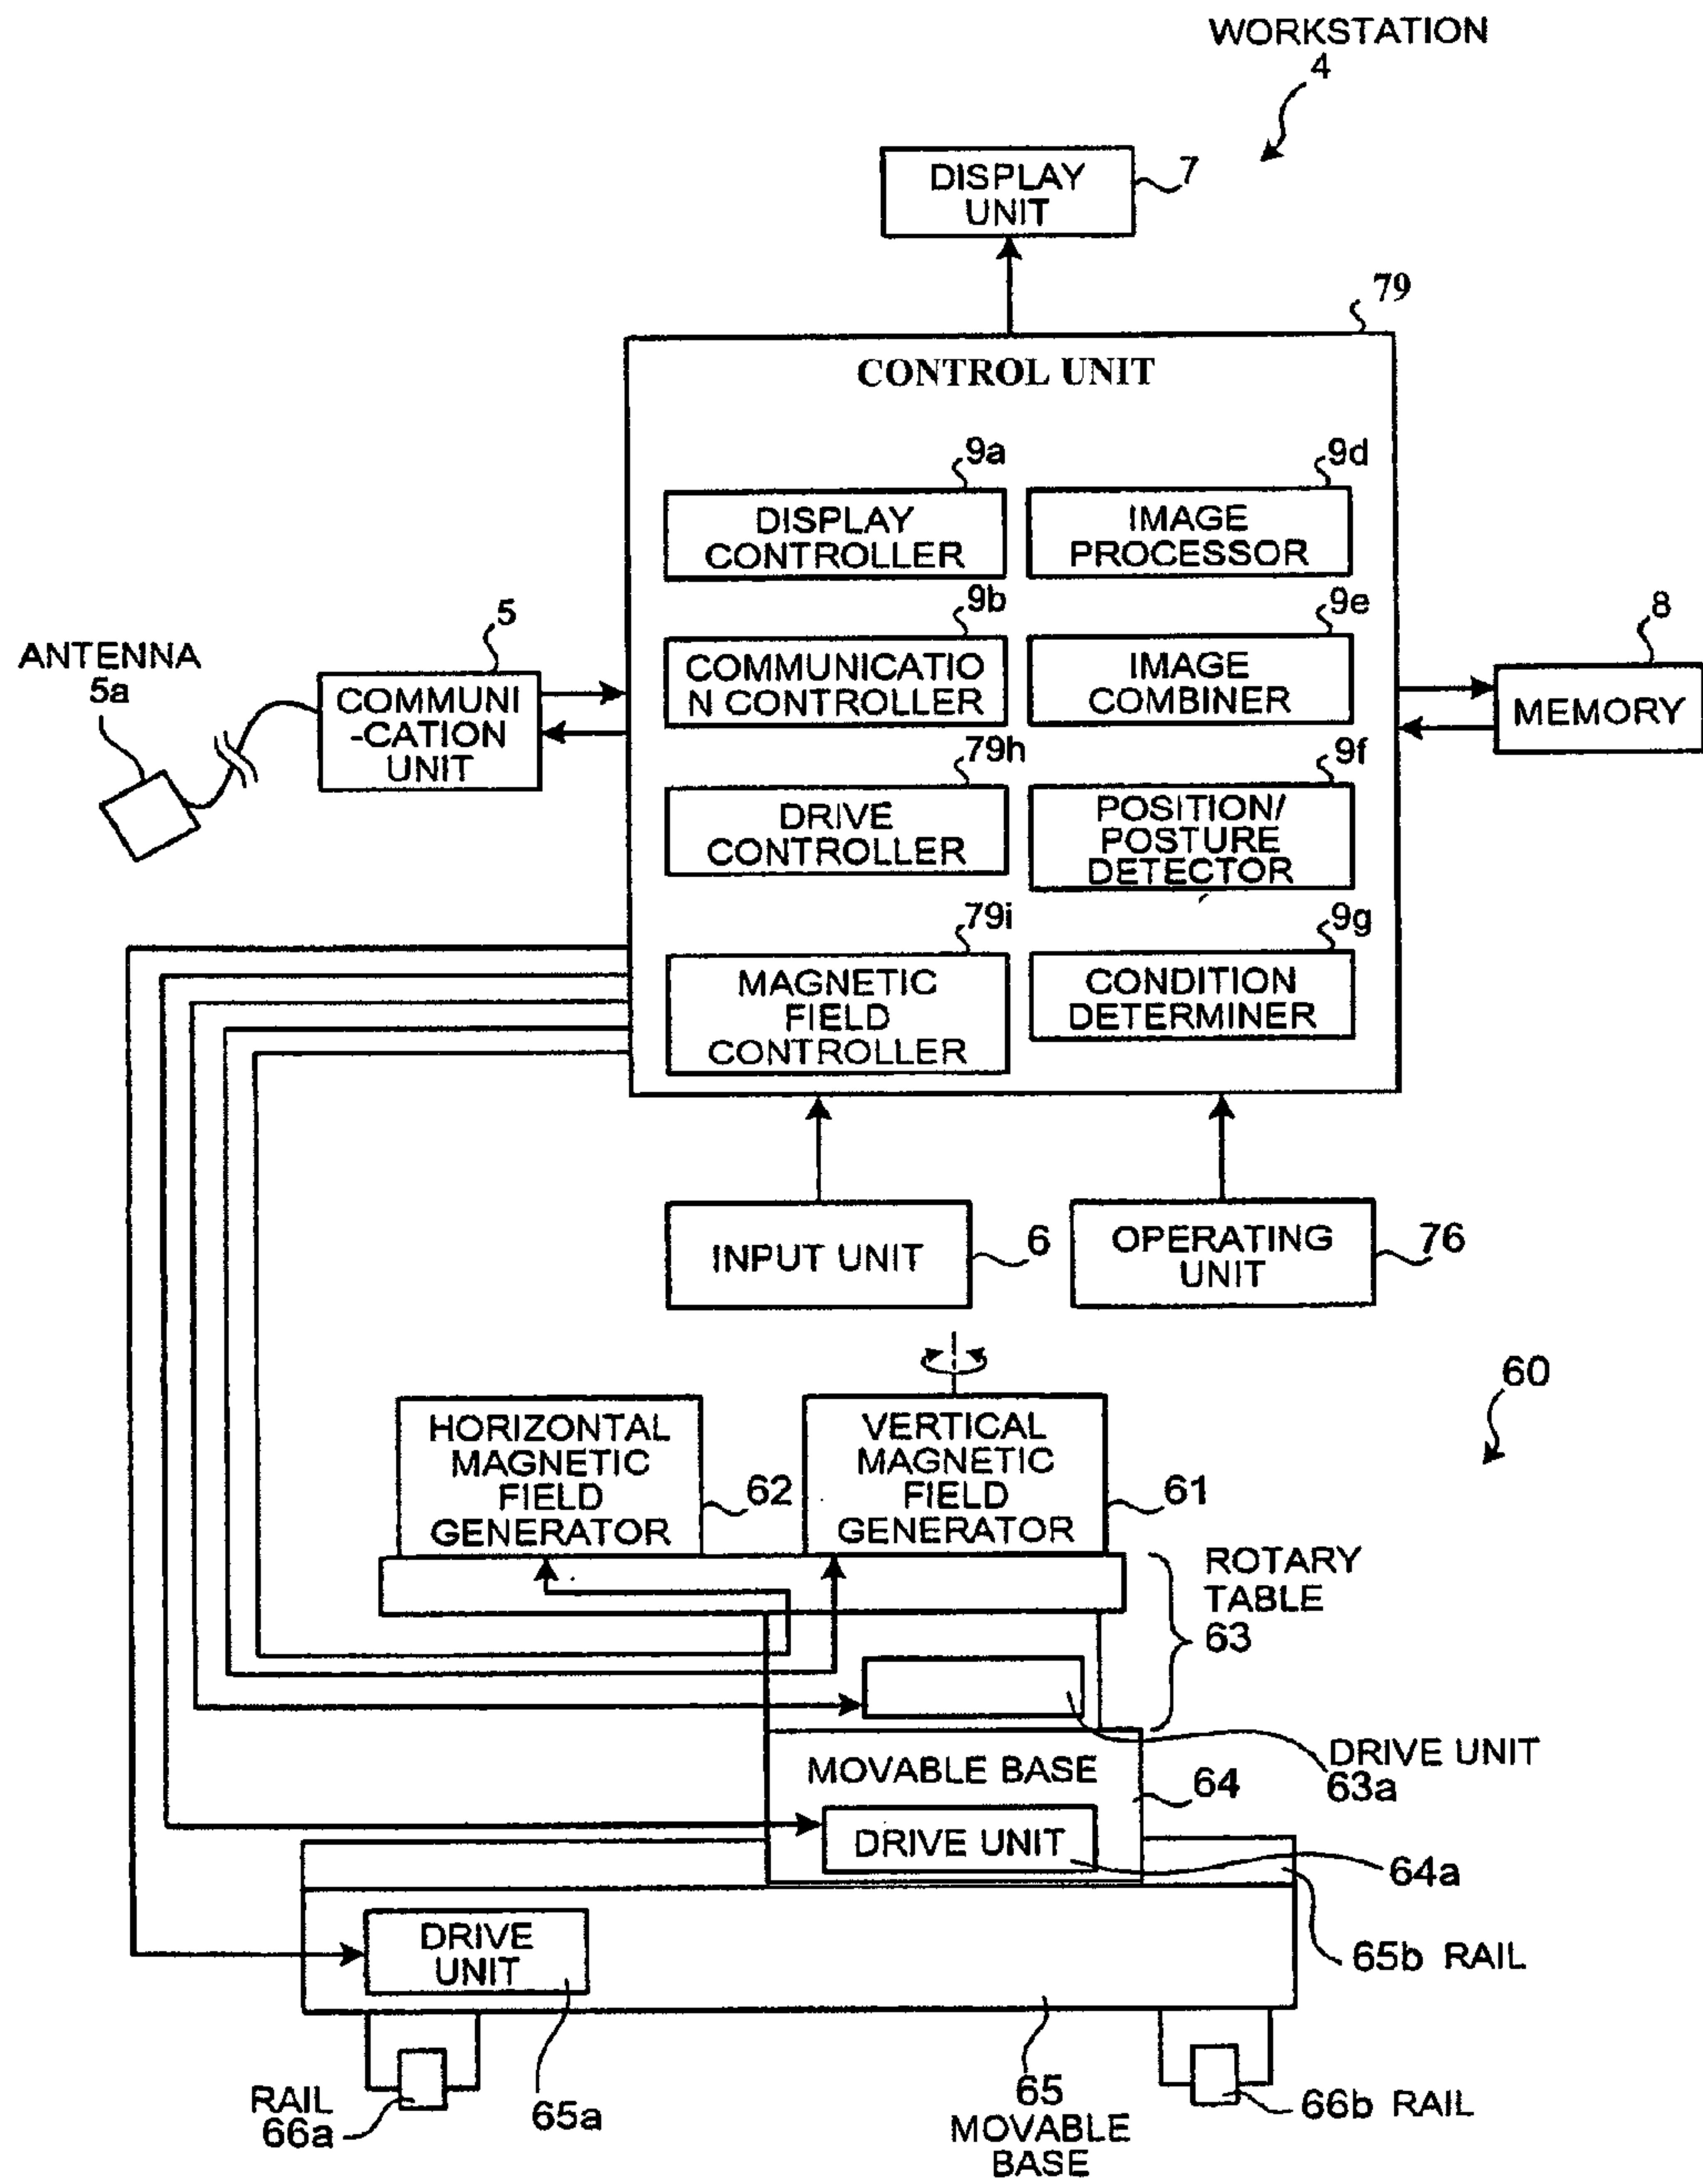 WORKSTATION
4
DISPLAY
UNIT
7
79
CONTROL UNIT
9a
DISPLAY
CONTROLLER
9d
IMAGE
PROCESSOR
9b
COMMUNICATIO
N CONTROLLER
9e
IMAGE
COMBINER
79h
DRIVE
CONTROLLER
9f
POSITION/
POSTURE
DETECTOR
79i
MAGNETIC
FIELD
CONTROLLER
9g
CONDITION
DETERMINER
ANTENNA
5a
5
COMMUNI
-CATION
UNIT
8
MEMORY
INPUT UNIT
6
OPERATING
UNIT
76
60
HORIZONTAL
MAGNETIC
FIELD
GENERATOR
62
VERTICAL
MAGNETIC
FIELD
GENERATOR
61
ROTARY
TABLE
63
DRIVE UNIT
63a
MOVABLE BASE
64
DRIVE UNIT
64a
DRIVE
UNIT
65b RAIL
RAIL
66a
65a
65
MOVABLE
BASE
66b RAIL